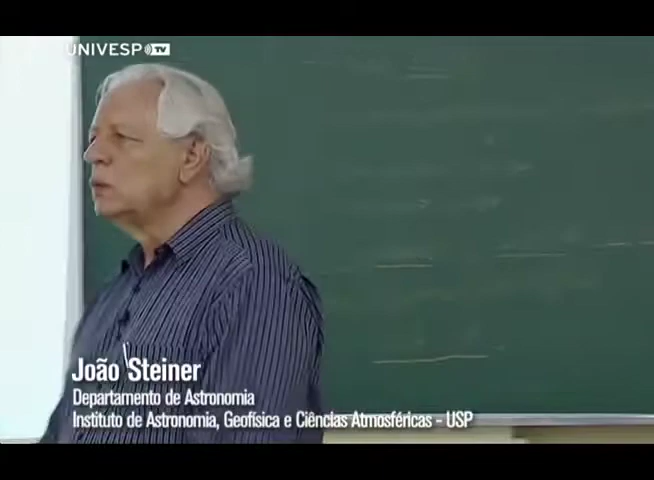 UNIVESP TV
João Steiner
Departamento de Astronomia
Instituto de Astronomia, Geofísica e Ciências Atmosféricas - USP